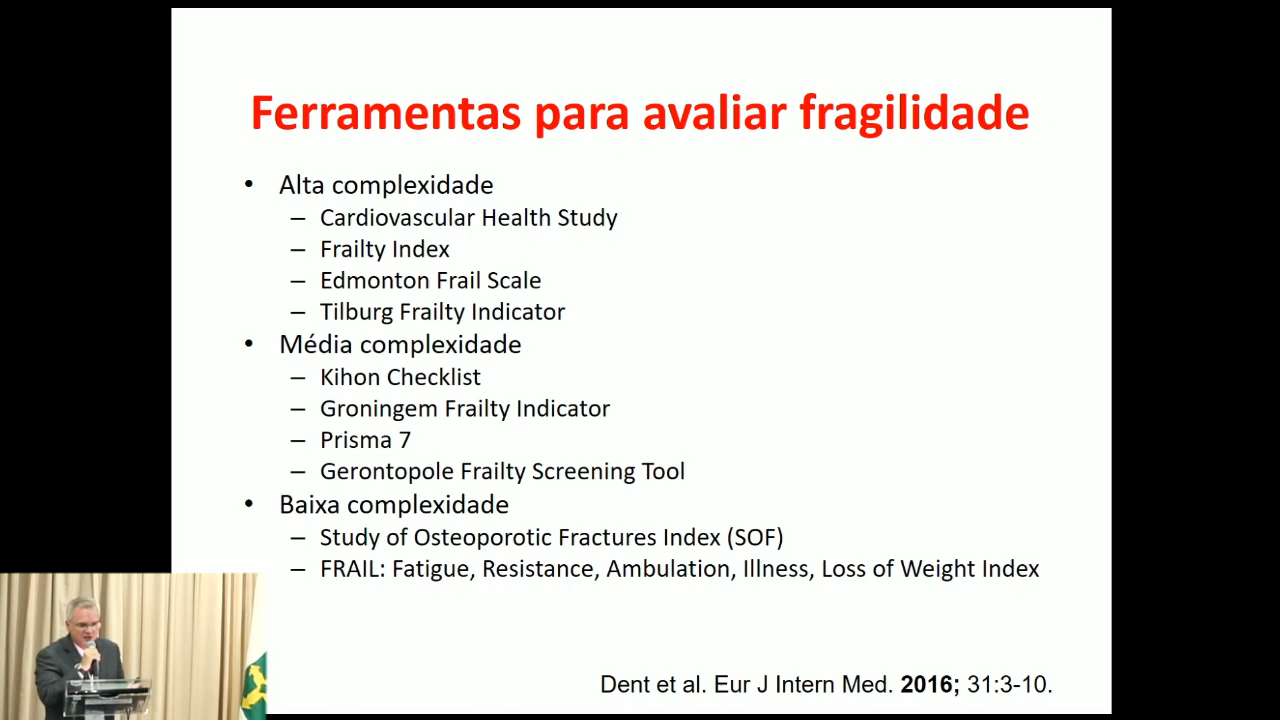 Ferramentas para avaliar fragilidade
• Alta complexidade
– Cardiovascular Health Study
– Frailty Index
– Edmonton Frail Scale
– Tilburg Frailty Indicator
• Média complexidade
– Kihon Checklist
– Groningem Frailty Indicator
– Prisma 7
– Gerontopole Frailty Screening Tool
• Baixa complexidade
– Study of Osteoporotic Fractures Index (SOF)
– FRAIL: Fatigue, Resistance, Ambulation, Illness, Loss of Weight Index
Dent et al. Eur J Intern Med. 2016; 31:3-10.